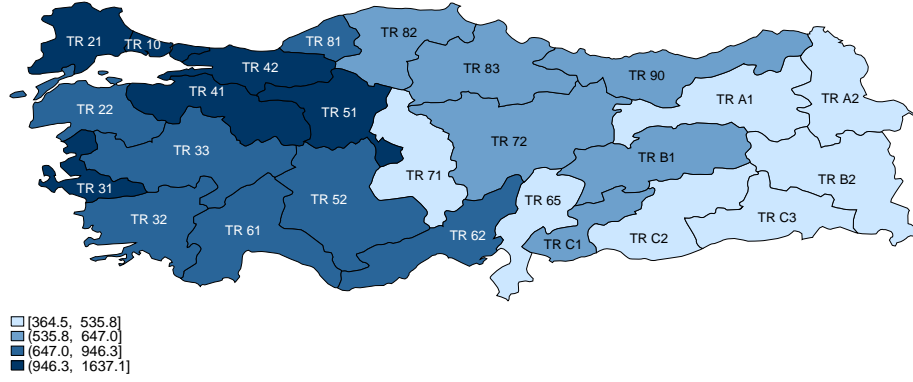 TR 21
TR 10
TR 81
TR 82
TR 42
TR 83
TR 90
TR 41
TR 22
TR 51
TR A1
TR A2
TR 33
TR 72
TR B1
TR 31
TR 71
TR B2
TR 52
TR 65
TR 32
TR 61
TR 62
TR C1
TR C2
TR C3
[364.5, 535.8]
(535.8, 647.0]
(647.0, 946.3]
(946.3, 1637.1]